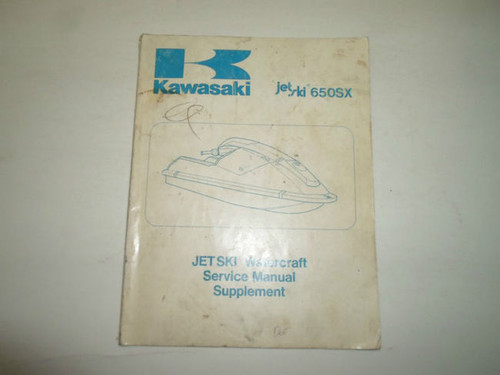 Kawasaki
jet ski 650SX
JET SKI Watercraft
Service Manual
Supplement